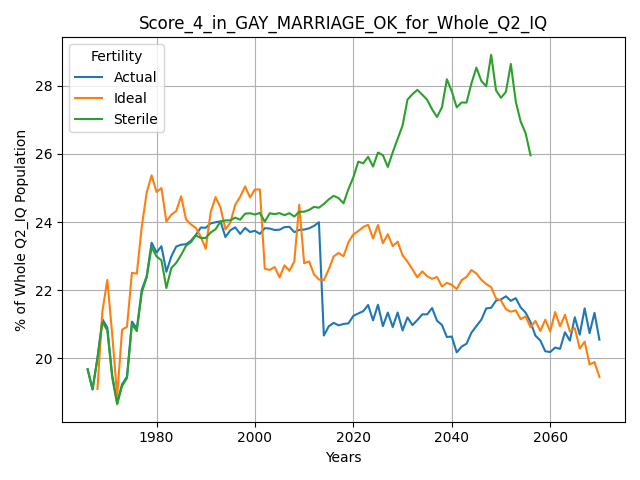 Score_4_in_GAY_MARRIAGE_OK_for_Whole_Q2_IQ
Fertility
Actual
Ideal
Sterile
% of Whole Q2_IQ Population
28
26
24
22
20
1980
2000
2020
2040
2060
Years